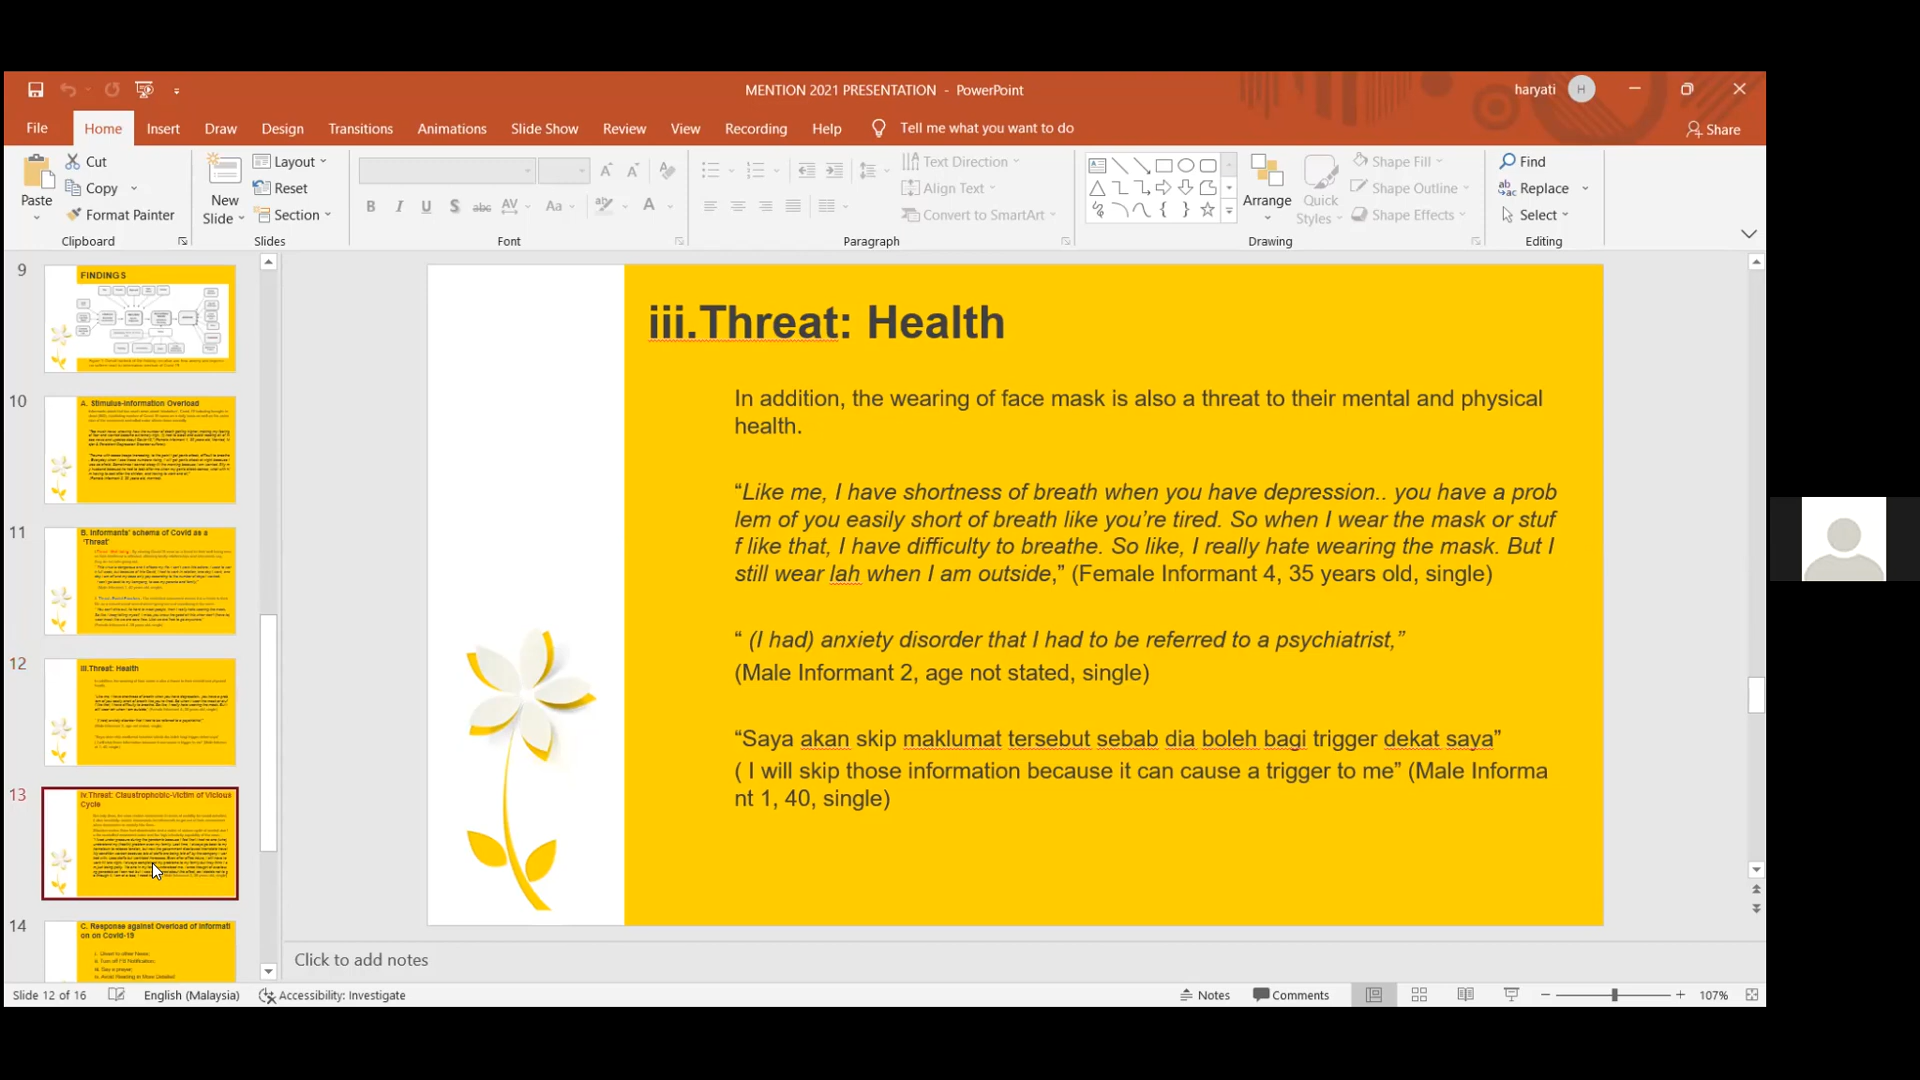 MENTION 2021 PRESENTATION - PowerPoint
haryati
H
File
Home
Insert
Draw
Design
Transitions
Animations
Slide Show
Review
View
Recording
Help
Tell me what you want to do
Share
Paste
Cut
Copy
Format Painter
Clipboard
New
Slide
Layout
Reset
Section
Slides
Font
Text Direction
Align Text
Convert to SmartArt
Paragraph
Arrange
Quick
Styles
Shape Fill
Shape Outline
Shape Effects
Drawing
Find
Replace
Select
Editing
9
FINDINGS
10
A. Stimulus-Information Overload
11
B. Informants' schema of Covid as a
'Threat'
12
iii.Threat: Health
13
iv.Threat: Claustrophobic-Victim of Vicious
Cycle
14
C. Response against Overload of Informati
on on Covid-19
iii.Threat: Health
In addition, the wearing of face mask is also a threat to their mental and physical
health.
“Like me, I have shortness of breath when you have depression.. you have a prob
lem of you easily short of breath like you’re tired. So when I wear the mask or stuf
f like that, I have difficulty to breathe. So like, I really hate wearing the mask. But I
still wear lah when I am outside,” (Female Informant 4, 35 years old, single)
“ (I had) anxiety disorder that I had to be referred to a psychiatrist,”
(Male Informant 2, age not stated, single)
“Saya akan skip maklumat tersebut sebab dia boleh bagi trigger dekat saya”
( I will skip those information because it can cause a trigger to me” (Male Informa
nt 1, 40, single)
Click to add notes
Slide 12 of 16
English (Malaysia)
Accessibility: Investigate
Notes
Comments
107%